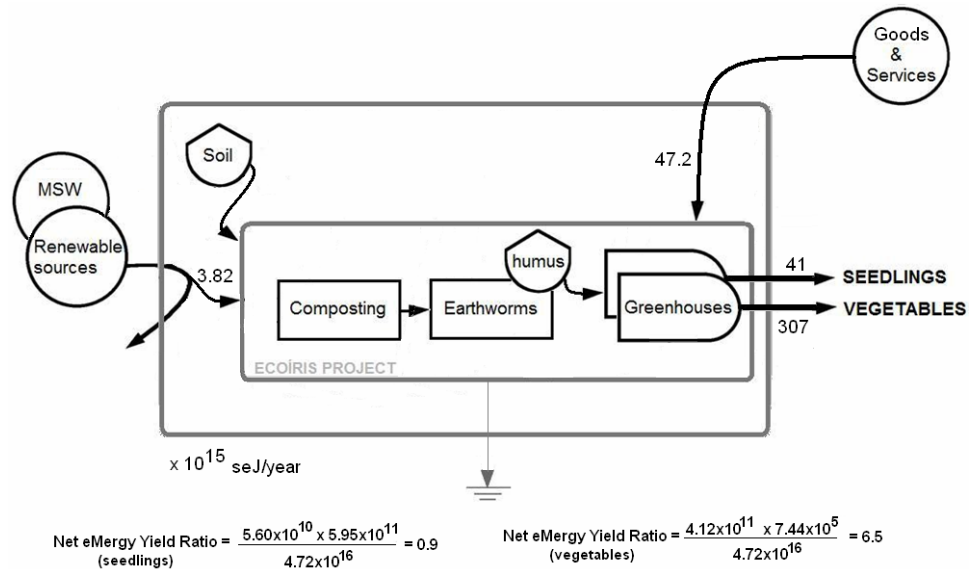 Goods
&
Services
Soil
47.2
MSW
Renewable
sources
3.82
humus
41
SEEDLINGS
Composting
Earthworms
Greenhouses
VEGETABLES
307
ECOÍRIS PROJECT
x 10^15 seJ/year
Net eMergy Yield Ratio = 5.60x10^10 x 5.95x10^11 / 4.72x10^16 = 0.9
(seedlings)
Net eMergy Yield Ratio = 4.12x10^11 x 7.44x10^5 / 4.72x10^16 = 6.5
(vegetables)